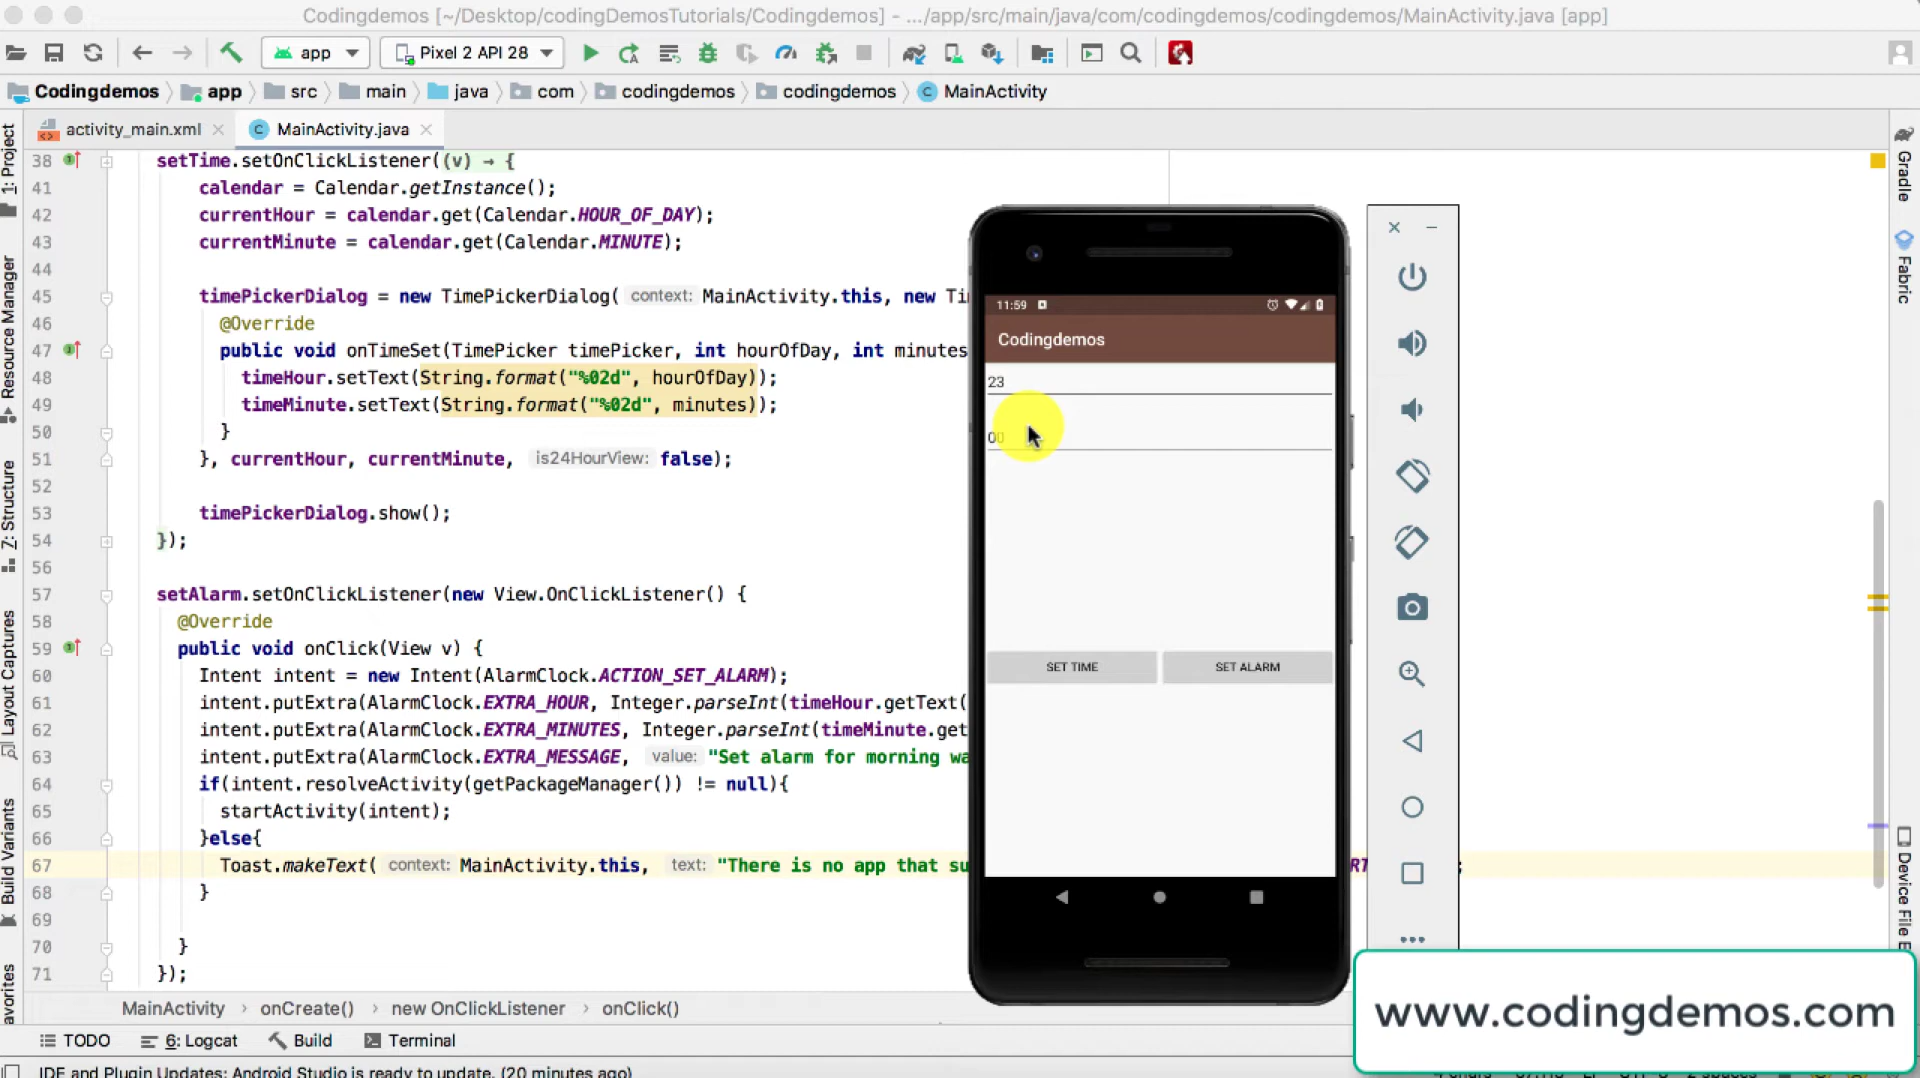 Codingdemos [~/Desktop/codingDemosTutorials/Codingdemos] - .../app/src/main/java/com/codingdemos/codingdemos/MainActivity.java [app]
app
Pixel 2 API 28
Codingdemos app src main java com codingdemos codingdemos MainActivity
activity_main.xml
MainActivity.java
38 setTime.setOnClickListener((v) → {
41 calendar = Calendar.getInstance();
42 currentHour = calendar.get(Calendar.HOUR_OF_DAY);
43 currentMinute = calendar.get(Calendar.MINUTE);
44
45 timePickerDialog = new TimePickerDialog( context: MainActivity.this, new
46 @Override
47 public void onTimeSet(TimePicker timePicker, int hourOfDay, int minutes
48 timeHour.setText(String.format("%02d", hourOfDay));
49 timeMinute.setText(String.format("%02d", minutes));
50 }
51 }, currentHour, currentMinute, is24HourView: false);
52
53 timePickerDialog.show();
54 });
56
57 setAlarm.setOnClickListener(new View.OnClickListener() {
58 @Override
59 public void onClick(View v) {
60 Intent intent = new Intent(AlarmClock.ACTION_SET_ALARM);
61 intent.putExtra(AlarmClock.EXTRA_HOUR, Integer.parseInt(timeHour.getText(
62 intent.putExtra(AlarmClock.EXTRA_MINUTES, Integer.parseInt(timeMinute.get
63 intent.putExtra(AlarmClock.EXTRA_MESSAGE, value: "Set alarm for morning wa
64 if(intent.resolveActivity(getPackageManager()) != null){
65 startActivity(intent);
66 }else{
67 Toast.makeText( context: MainActivity.this, text: "There is no app that su
68 }
69
70 }
71 });
MainActivity onCreate() new OnClickListener onClick()
TODO 6: Logcat Build Terminal
IDE and Plugin Updates: Android Studio is ready to update. (20 minutes ago)
1: Project
Resource Manager
Z: Structure
Layout Captures
Build Variants
11:59
Codingdemos
23
00
SET TIME
SET ALARM
Gradle
Fabric
Device File E
www.codingdemos.com